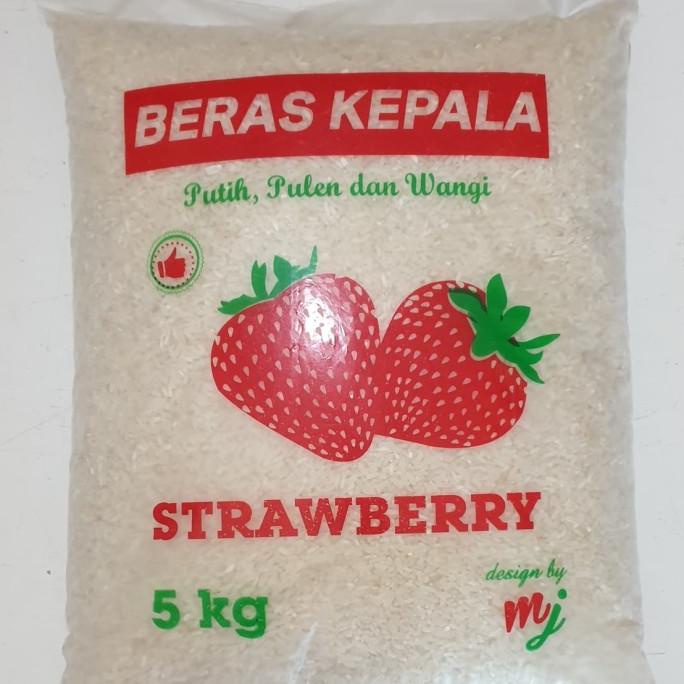 BERAS KEPALA
Putih, Pulen dan Wangi
STRAWBERRY
5 kg
design by
mj